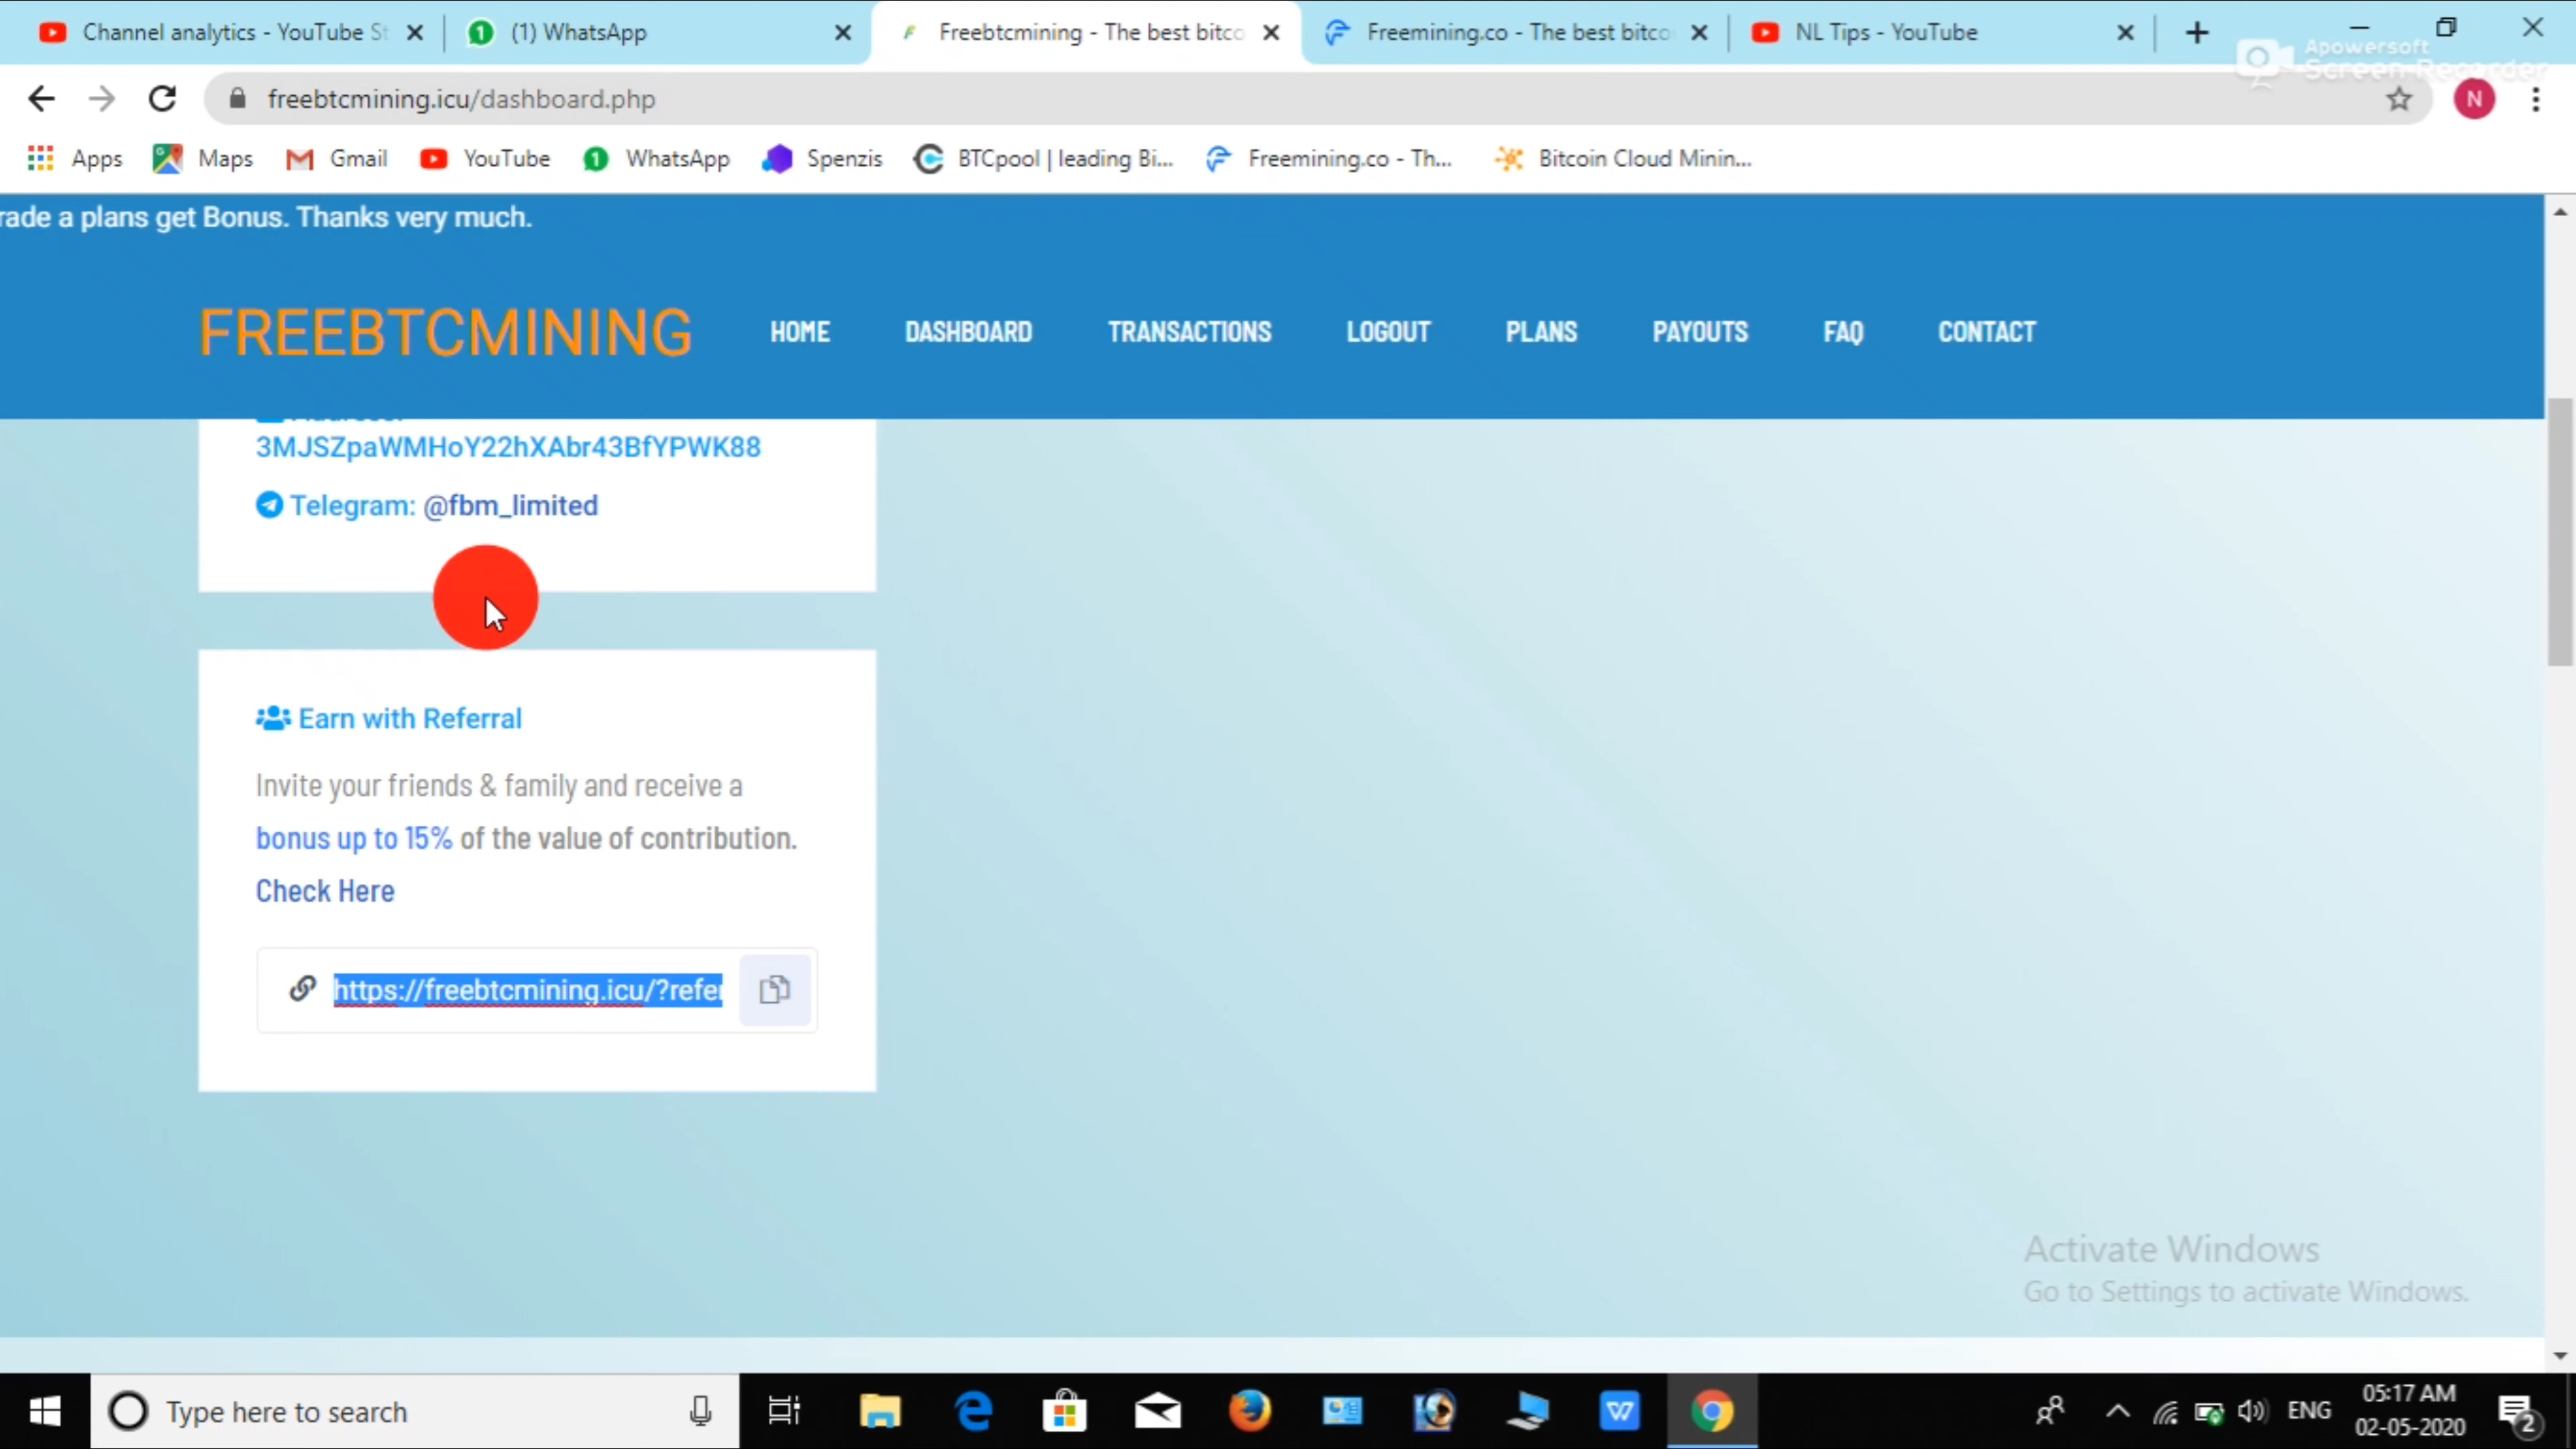 Channel analytics - YouTube St
(1) WhatsApp
Freebtcmining - The best bitco
Freemining.co - The best bitco
NL Tips - YouTube
Apowersoft
Screen Recorder
freebtcmining.icu/dashboard.php
N
Apps
Maps
Gmail
YouTube
WhatsApp
Spenzis
BTCpool | leading Bi...
Freemining.co - Th...
Bitcoin Cloud Minin...
rade a plans get Bonus. Thanks very much.
FREEBTCMINING
HOME
DASHBOARD
TRANSACTIONS
LOGOUT
PLANS
PAYOUTS
FAQ
CONTACT
3MJSZpaWMHoY22hXAbr43BfYPWK88
Telegram: @fbm_limited
Earn with Referral
Invite your friends & family and receive a
bonus up to 15% of the value of contribution.
Check Here
https://freebtcmining.icu/?refer
Activate Windows
Go to Settings to activate Windows.
Type here to search
ENG
05:17 AM
02-05-2020
2